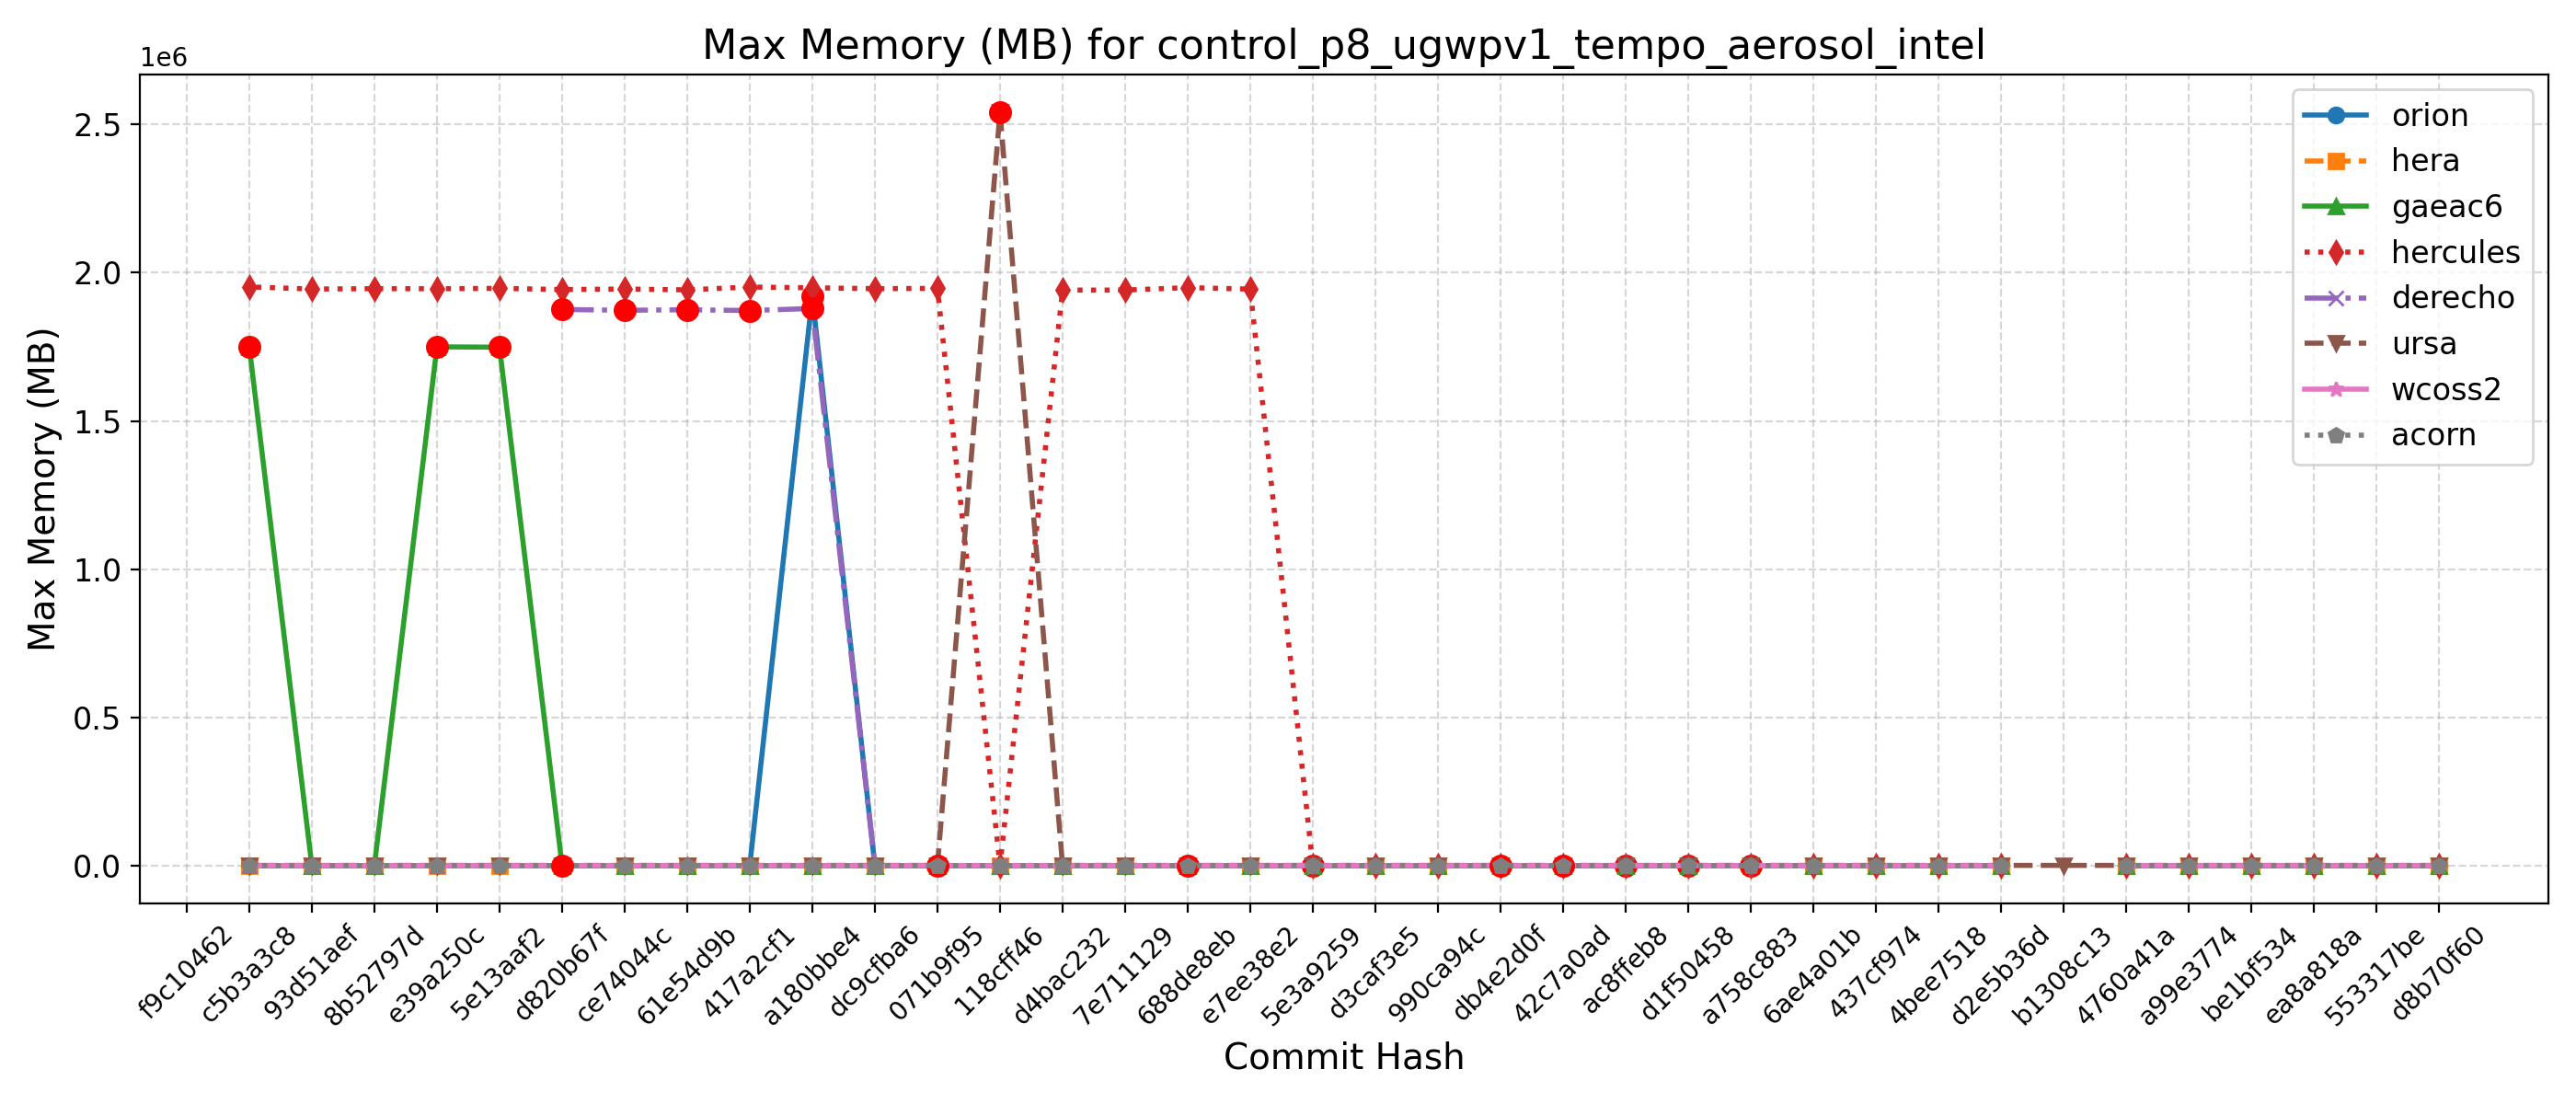 Max Memory (MB) for control_p8_ugwpv1_tempo_aerosol_intel
1e6
2.5
2.0
1.5
1.0
0.5
0.0
Max Memory (MB)
orion
hera
gaeac6
hercules
derecho
ursa
wcoss2
acorn
f9c10462
c5b3a3c8
93d51aef
8b52797d
e39a250c
5e13aaf2
d820b67f
ce74044c
61e54d9b
417a2cf1
a180bbe4
dc9cfba6
071b9f95
118cff46
d4bac232
7e711129
688de8eb
e7ee38e2
5e3a9259
d3caf3e5
990ca94c
db4e2d0f
42c7a0ad
ac8ffeb8
d1f50458
a758c883
6ae4a01b
437cf974
4bee7518
d2e5b36d
b1308c13
4760a41a
a99e3774
be1bf534
ea8a818a
553317be
d8b70f60
Commit Hash